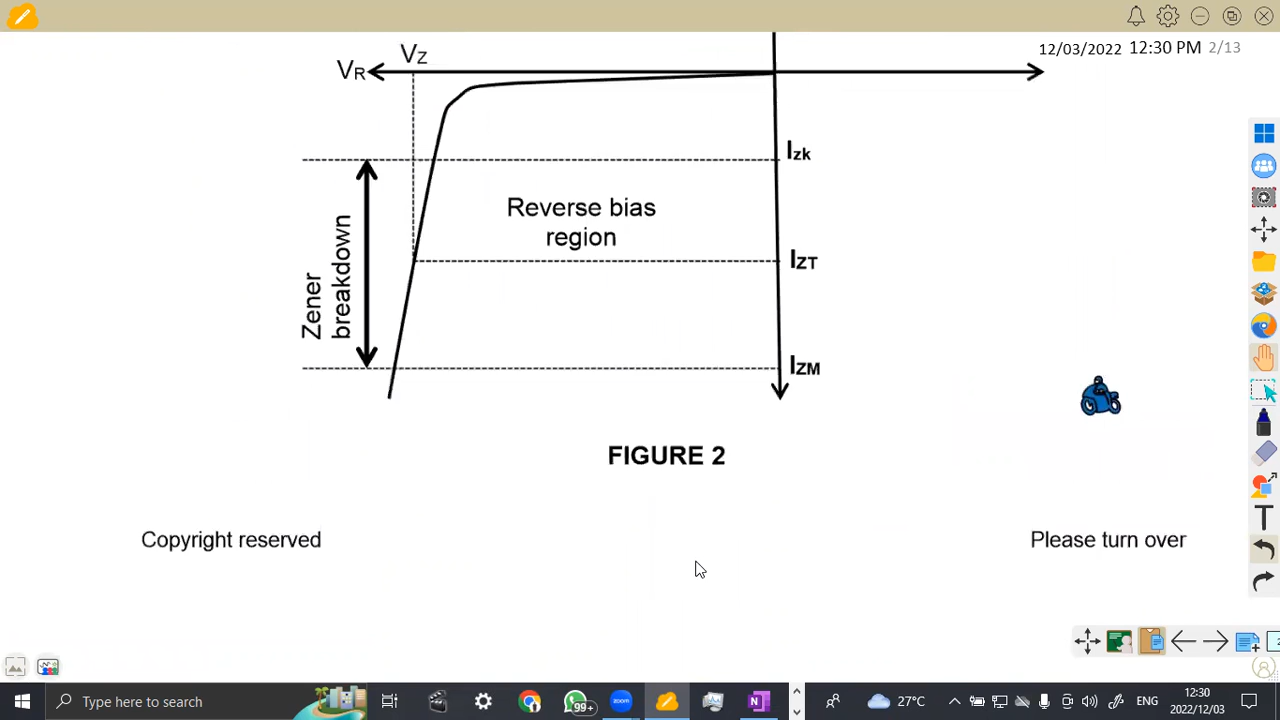 12/03/2022 12:30 PM 2/13
VZ
VR
Izk
Reverse bias
region
Zener
breakdown
IZT
IZM
FIGURE 2
Copyright reserved
Please turn over
Type here to search
99+
zoom
N
27°C
ENG
12:30
2022/12/03